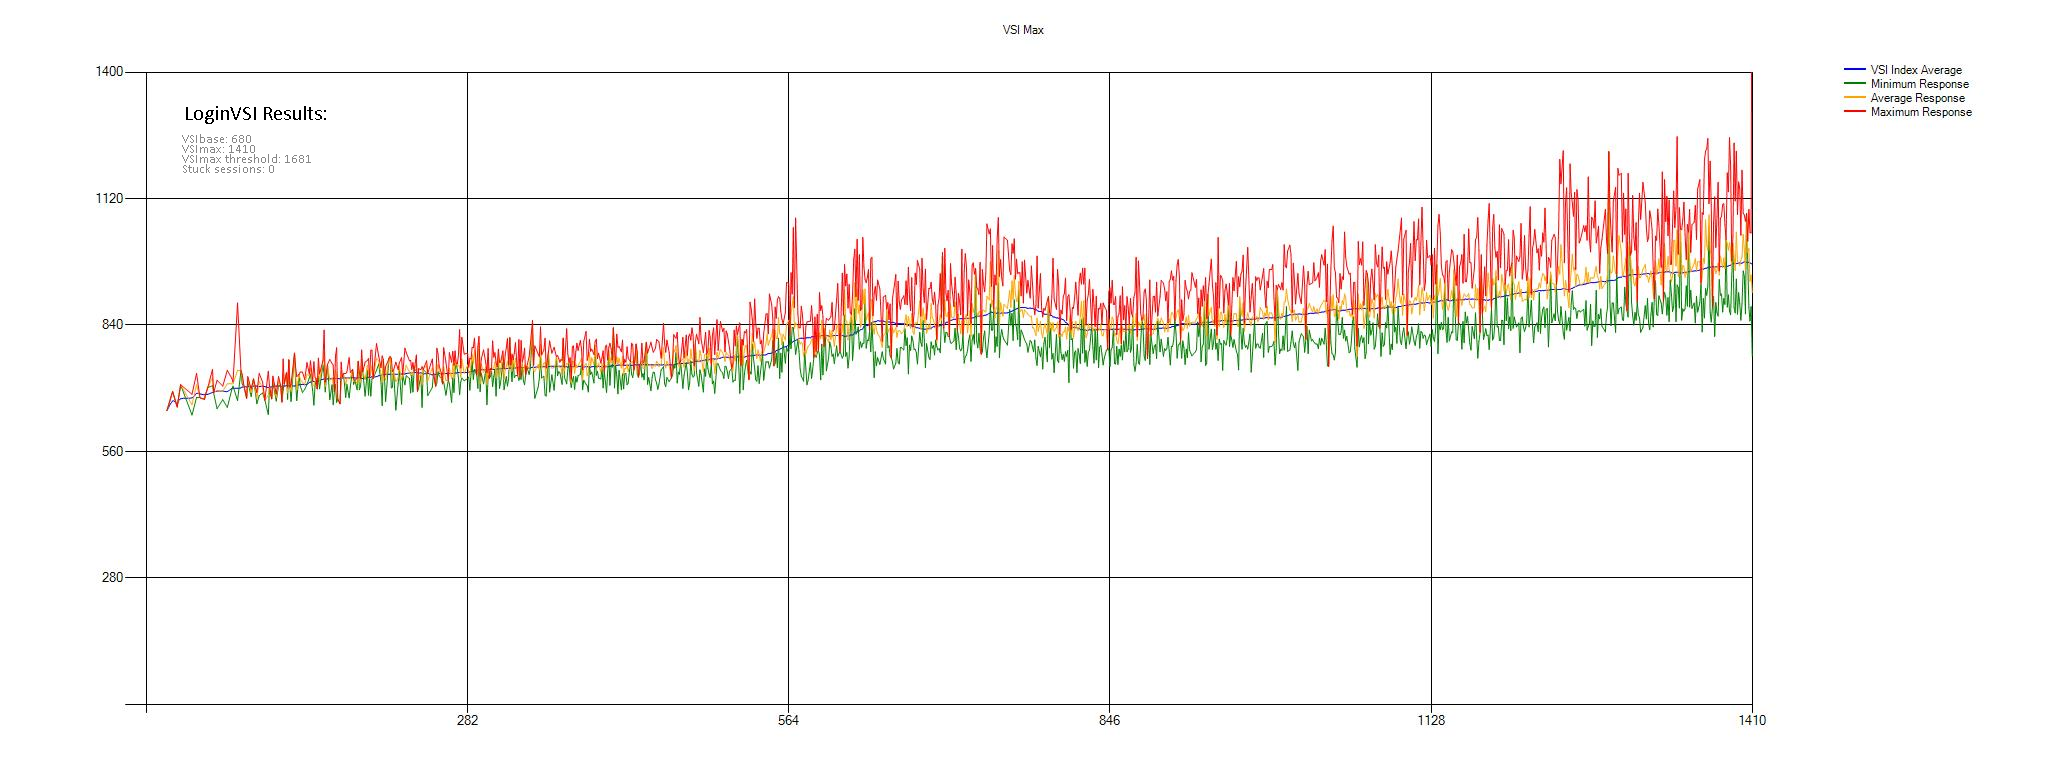 VSI Max
1400
1120
840
560
280
LoginVSI Results:
VSIbase: 680
VSImax: 1410
VSImax threshold: 1681
Stuck sessions: 0
VSI Index Average
Minimum Response
Average Response
Maximum Response
282
564
846
1128
1410